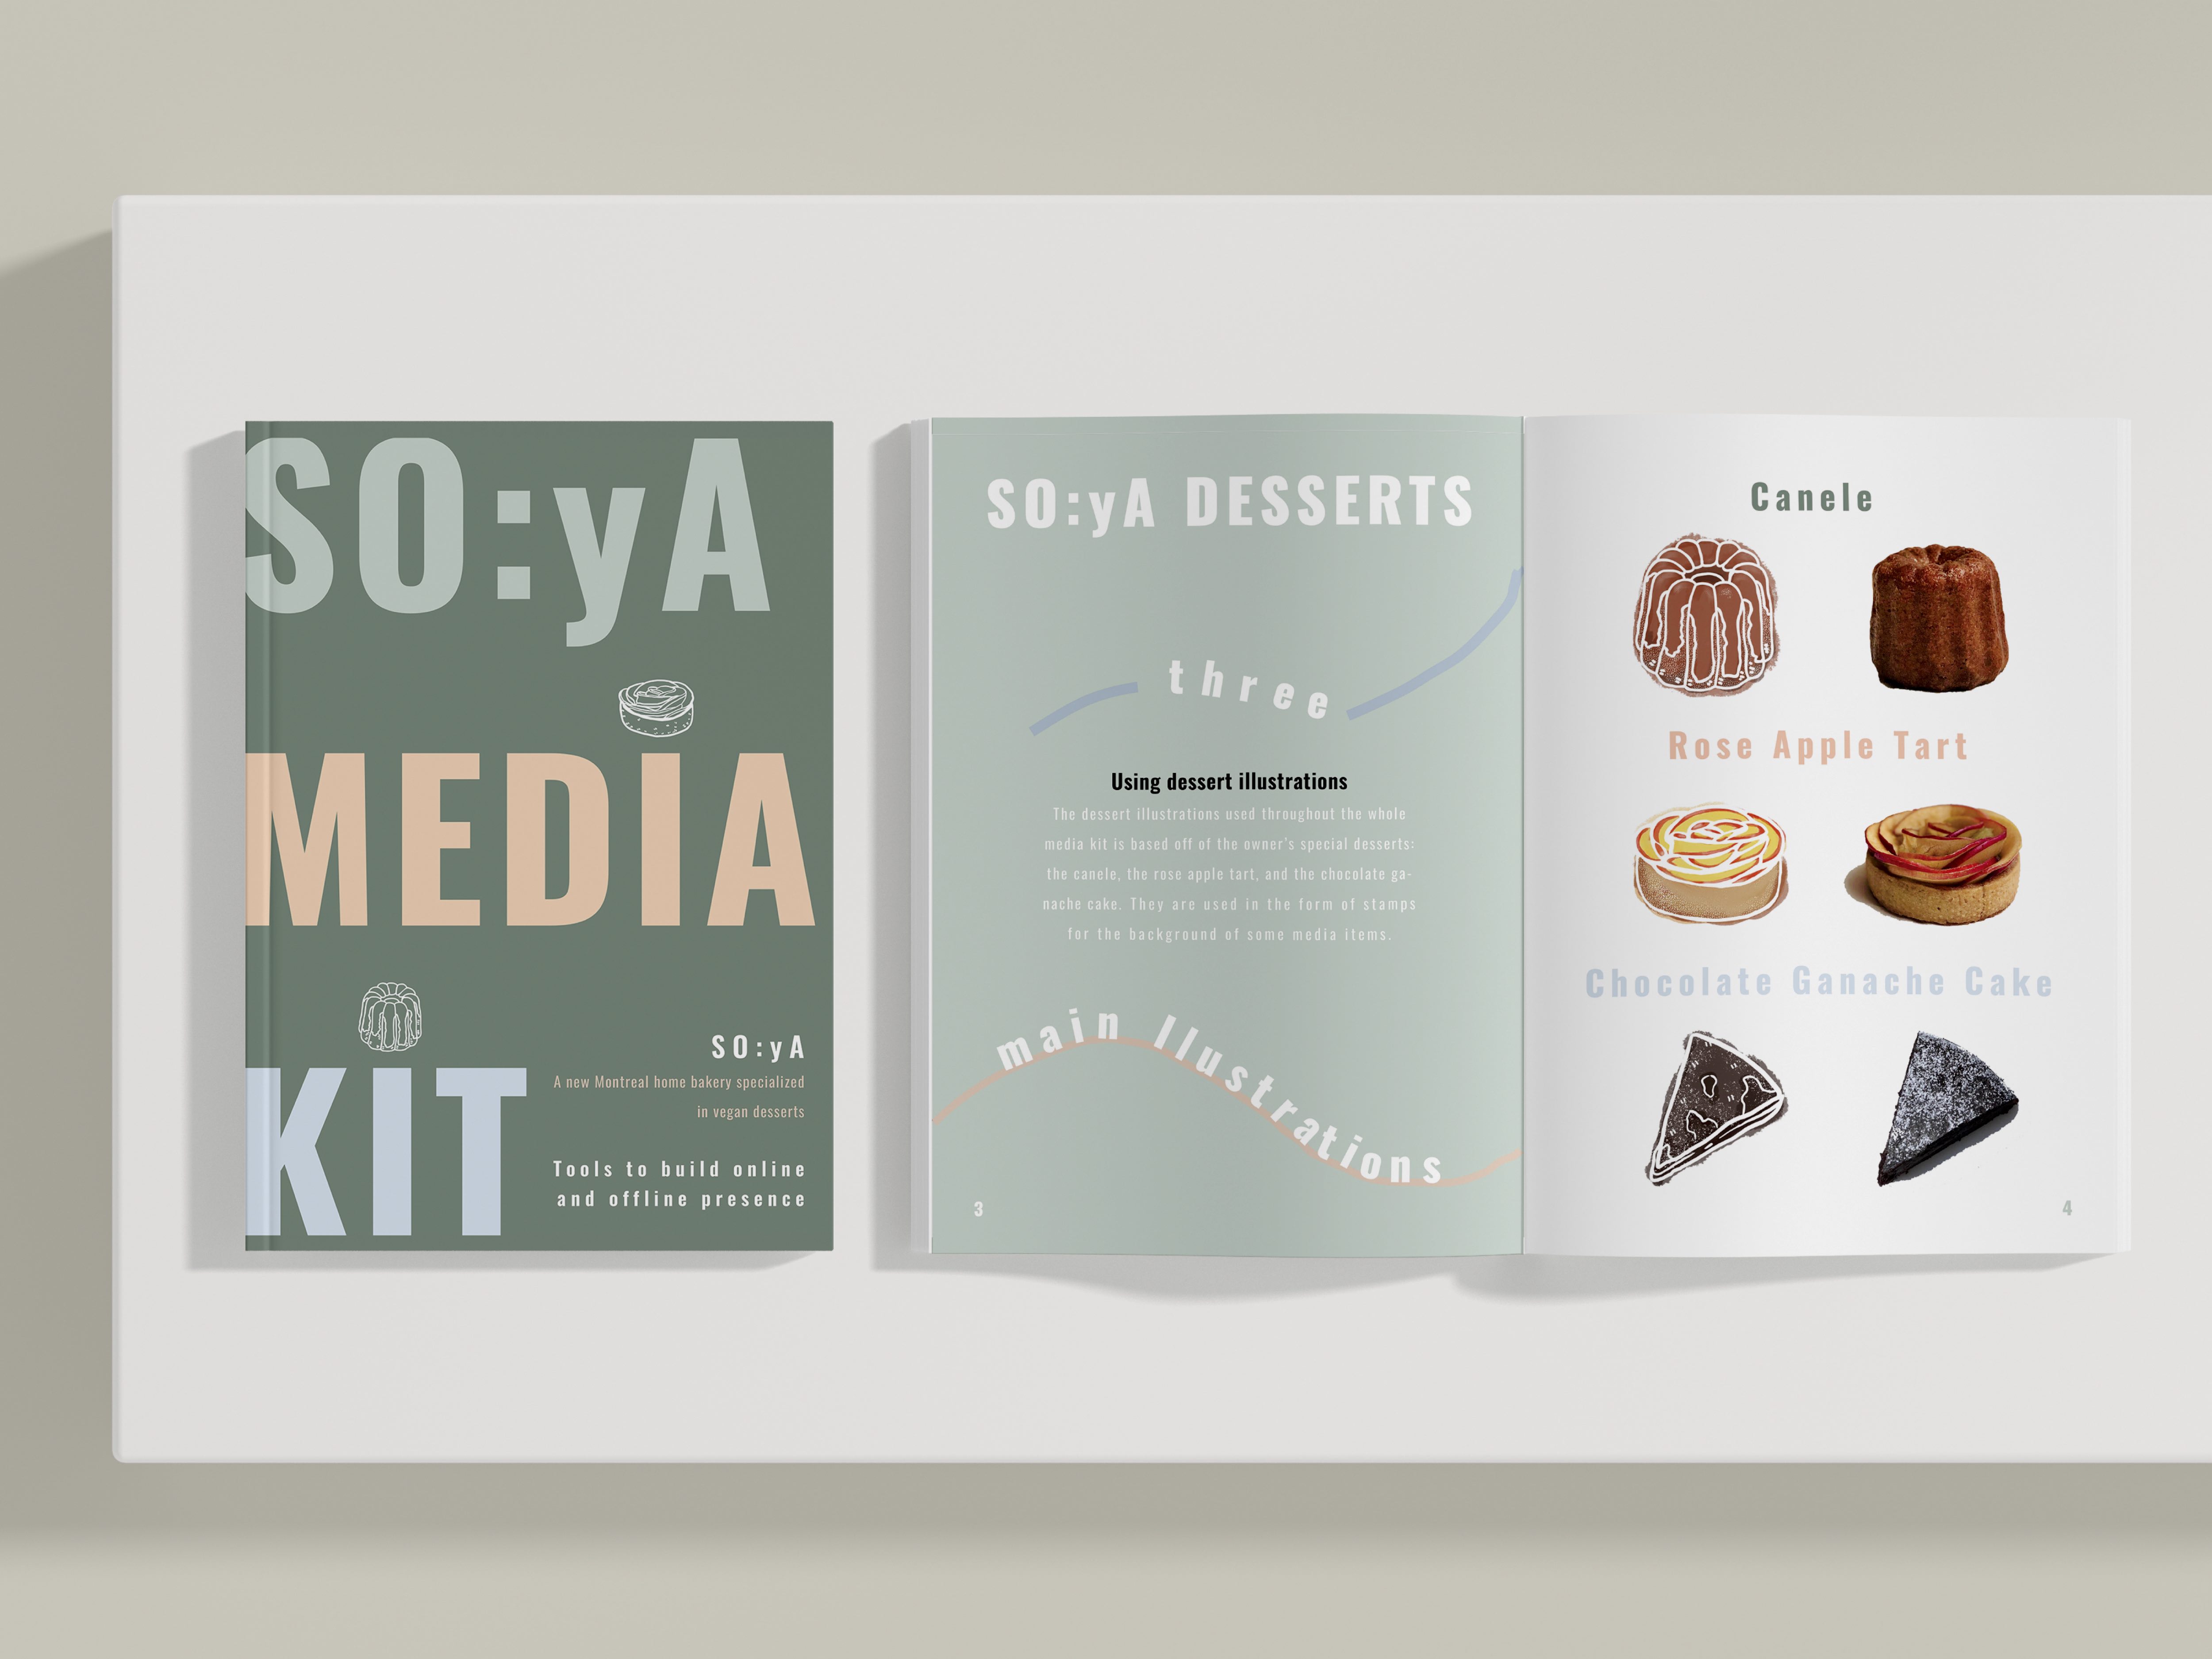 SO:yA
MEDIA
KIT
SO:yA
A new Montreal home bakery specialized
in vegan desserts
Tools to build online
and offline presence
SO:yA DESSERTS
three
Using dessert illustrations
The dessert illustrations used throughout the whole
media kit is based off of the owner's special desserts:
the canele, the rose apple tart, and the chocolate ga-
nache cake. They are used in the form of stamps
for the background of some media items.
main llustrations
3
Canele
Rose Apple Tart
Chocolate Ganache Cake
4